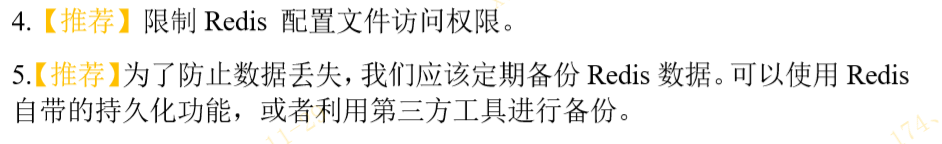 4.【推荐】限制 Redis 配置文件访问权限。
5.【推荐】为了防止数据丢失，我们应该定期备份 Redis 数据。可以使用 Redis
自带的持久化功能，或者利用第三方工具进行备份。